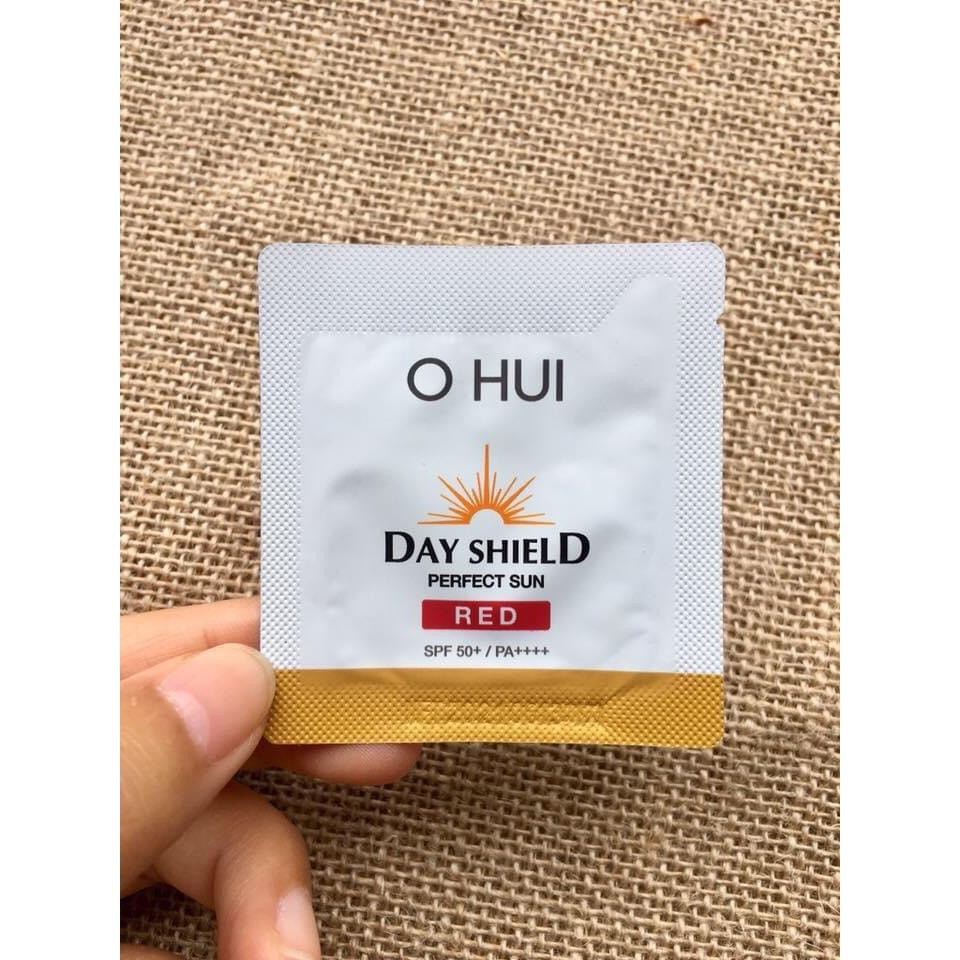 O HUI
DAY SHIELD
PERFECT SUN
RED
SPF 50+ / PA++++